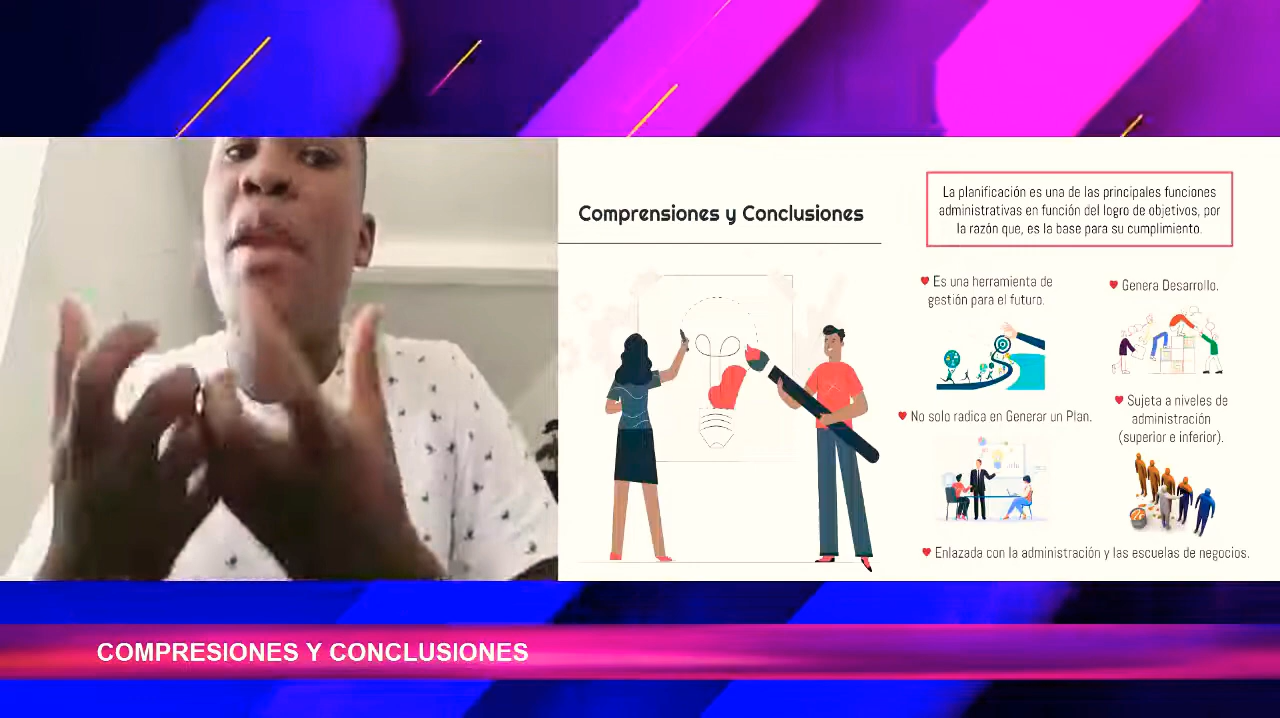 Comprensiones y Conclusiones
La planificación es una de las principales funciones
administrativas en función del logro de objetivos, por
la razón que, es la base para su cumplimiento.
Es una herramienta de
gestión para el futuro.
Genera Desarrollo.
No solo radica en Generar un Plan.
Sujeta a niveles de
administración
(superior e inferior).
Enlazada con la administración y las escuelas de negocios.
COMPRESIONES Y CONCLUSIONES